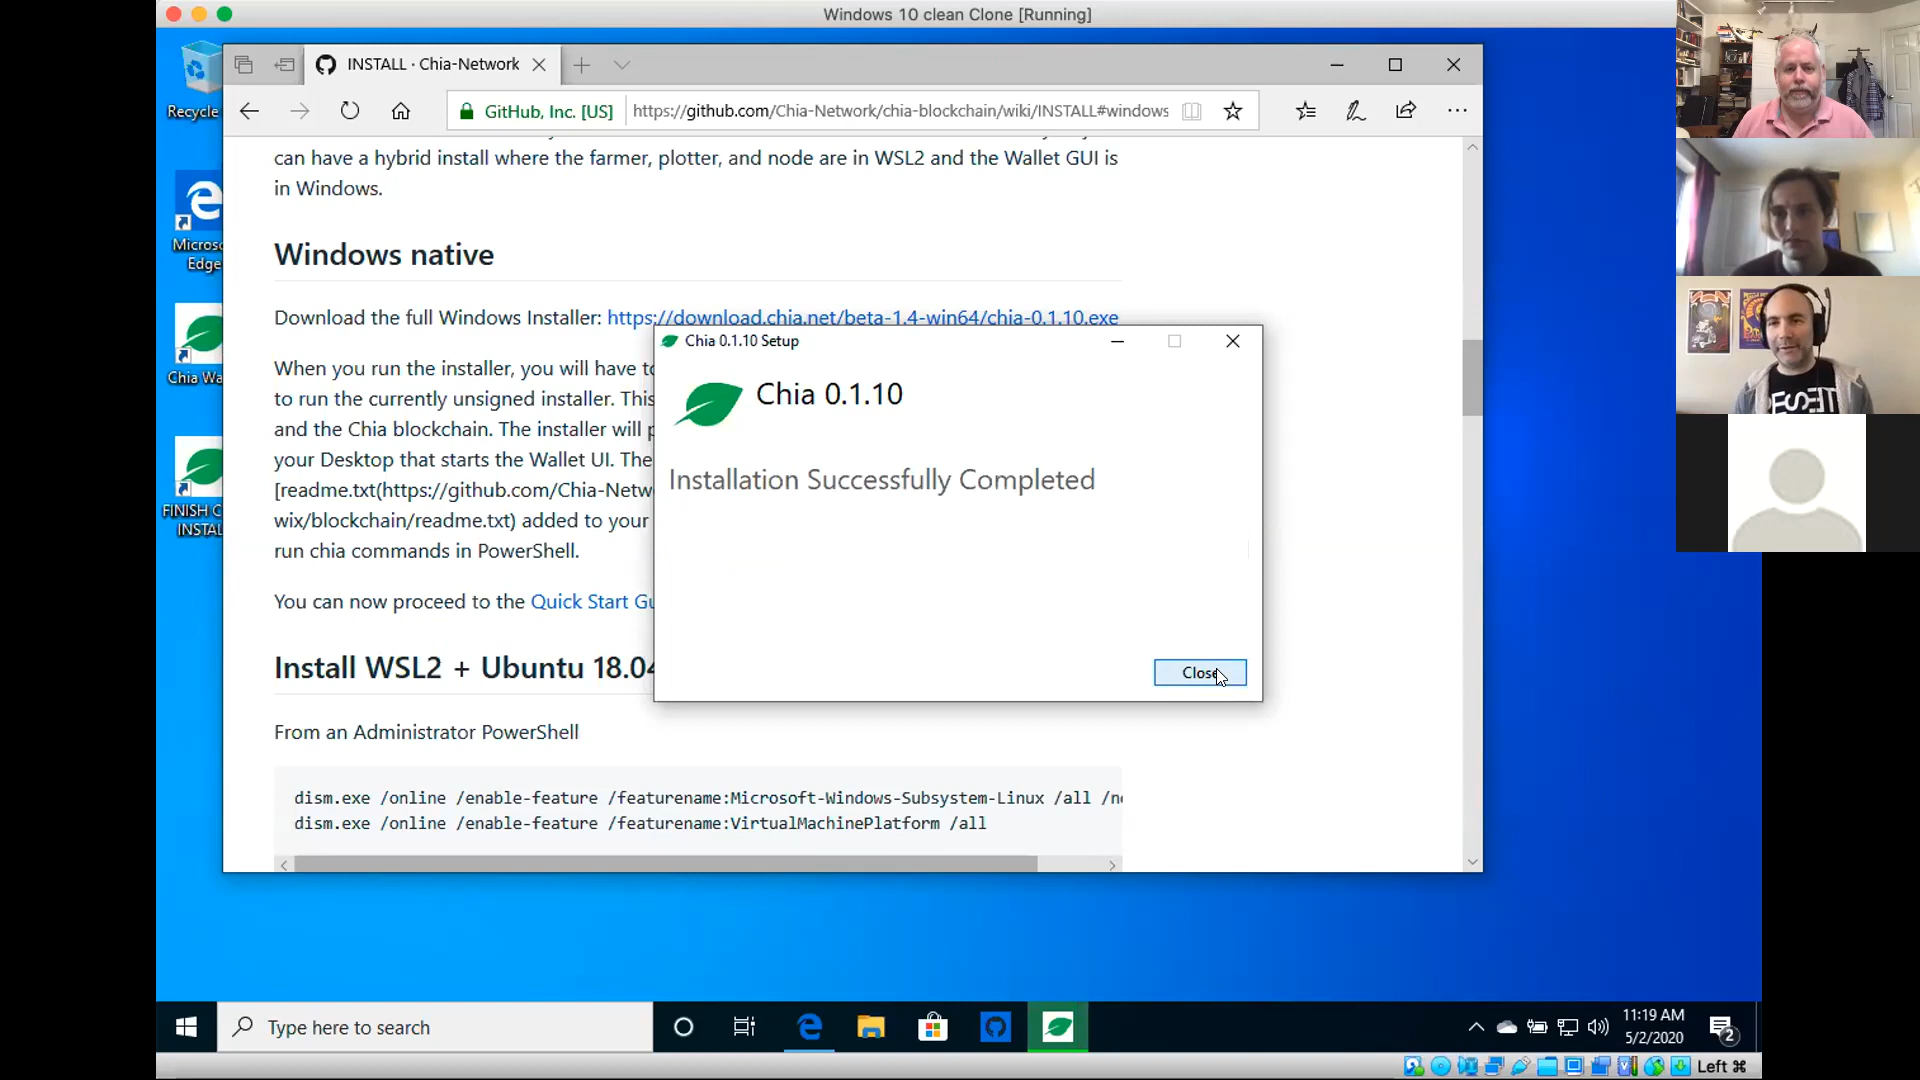 Windows 10 clean Clone [Running]
INSTALL · Chia-Network
GitHub, Inc. [US]
https://github.com/Chia-Network/chia-blockchain/wiki/INSTALL#windows
Recycle
Micros
Edge
Chia Wa
FINISH C
INSTAL
can have a hybrid install where the farmer, plotter, and node are in WSL2 and the Wallet GUI is
in Windows.
Windows native
Download the full Windows Installer: https://download.chia.net/beta-1.4-win64/chia-0.1.10.exe
When you run the installer, you will have to
to run the currently unsigned installer. This
and the Chia blockchain. The installer will p
your Desktop that starts the Wallet UI. The
[readme.txt(https://github.com/Chia-Netw
wix/blockchain/readme.txt) added to your
run chia commands in PowerShell.
You can now proceed to the Quick Start Gu
Install WSL2 + Ubuntu 18.04
From an Administrator PowerShell
dism.exe /online /enable-feature /featurename:Microsoft-Windows-Subsystem-Linux /all /no
dism.exe /online /enable-feature /featurename:VirtualMachinePlatform /all
Chia 0.1.10 Setup
Chia 0.1.10
Installation Successfully Completed
Close
Type here to search
11:19 AM
5/2/2020
2
Left ⌘